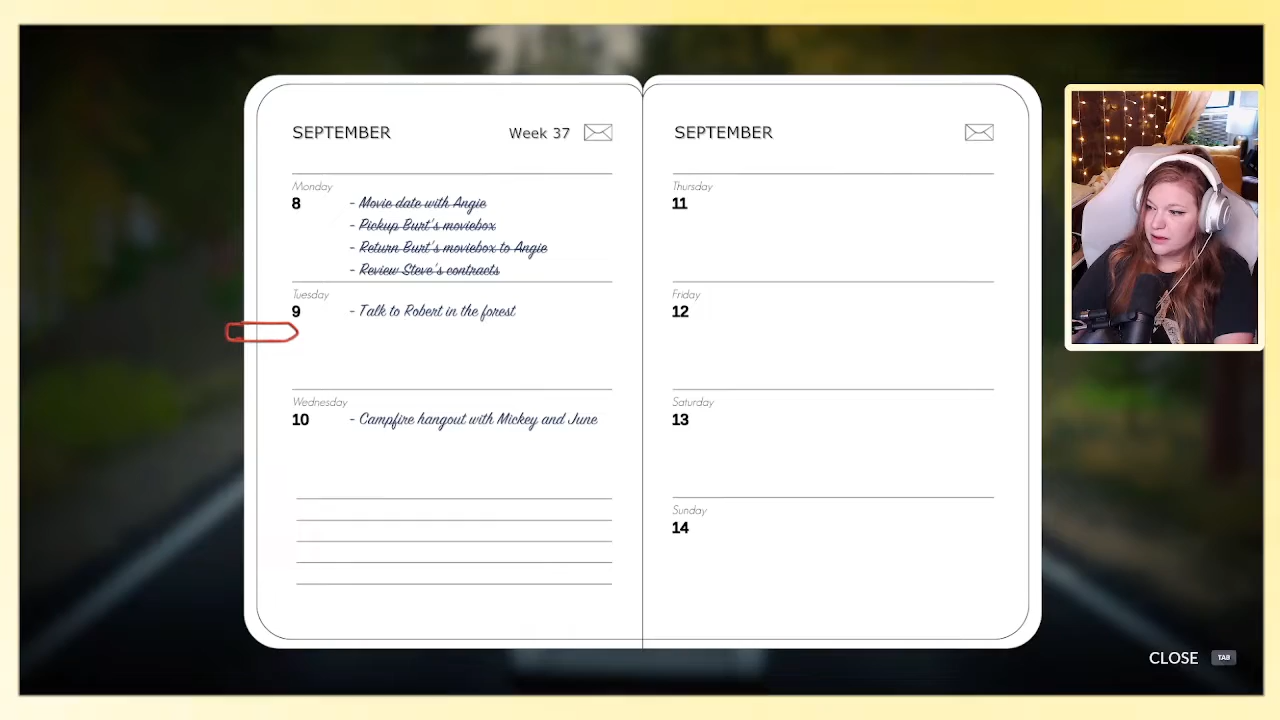 SEPTEMBER Week 37
Monday
8 - Movie date with Angie
- Pickup Burt's moviebox
- Return Burt's moviebox to Angie
- Review Steve's contracts
Tuesday
9 - Talk to Robert in the forest
Wednesday
10 - Campfire hangout with Mickey and June
SEPTEMBER
Thursday
11
Friday
12
Saturday
13
Sunday
14
CLOSE TAB